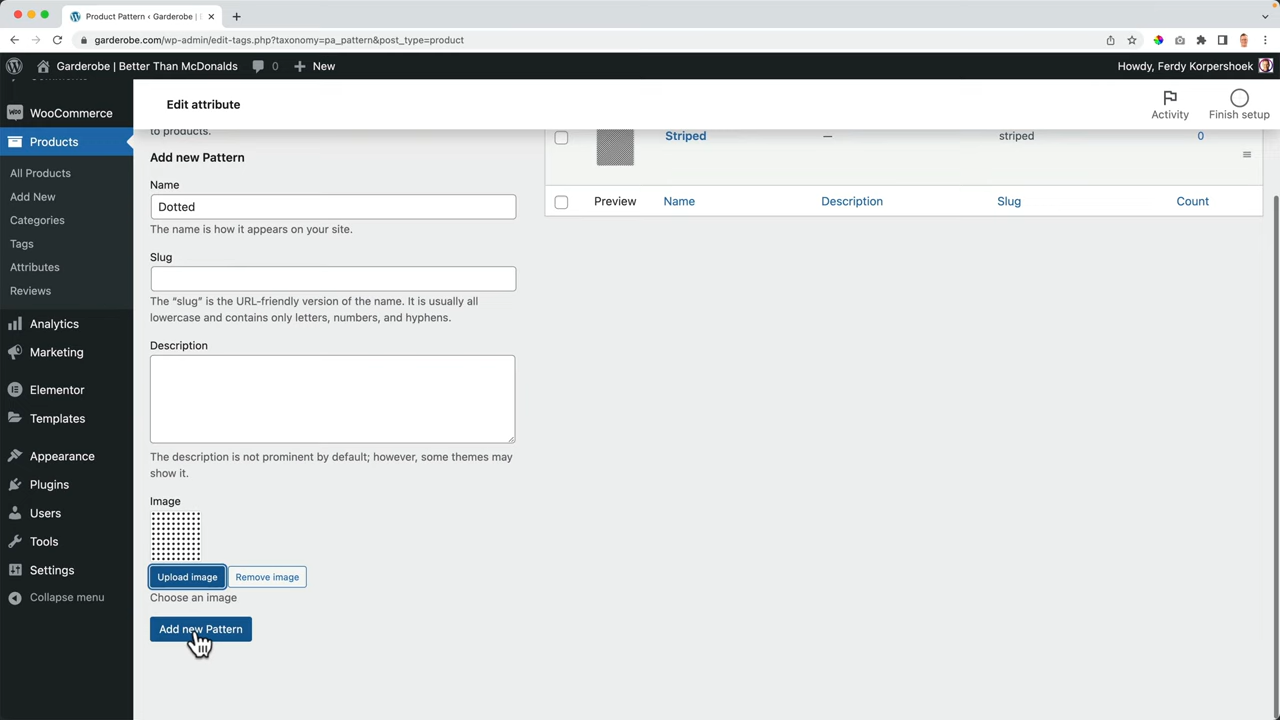 Product Pattern ‹ Garderobe |
garderobe.com/wp-admin/edit-tags.php?taxonomy=pa_pattern&post_type=product
Garderobe | Better Than McDonalds
0
New
Howdy, Ferdy Korpershoek
Comments
WooCommerce
Products
All Products
Add New
Categories
Tags
Attributes
Reviews
Analytics
Marketing
Elementor
Templates
Appearance
Plugins
Users
Tools
Settings
Collapse menu
Edit attribute
Activity
Finish setup
to products.
Add new Pattern
Name
Dotted
The name is how it appears on your site.
Slug
The “slug” is the URL-friendly version of the name. It is usually all
lowercase and contains only letters, numbers, and hyphens.
Description
The description is not prominent by default; however, some themes may
show it.
Image
Upload image
Remove image
Choose an image
Add new Pattern
Striped
—
striped
0
Preview
Name
Description
Slug
Count